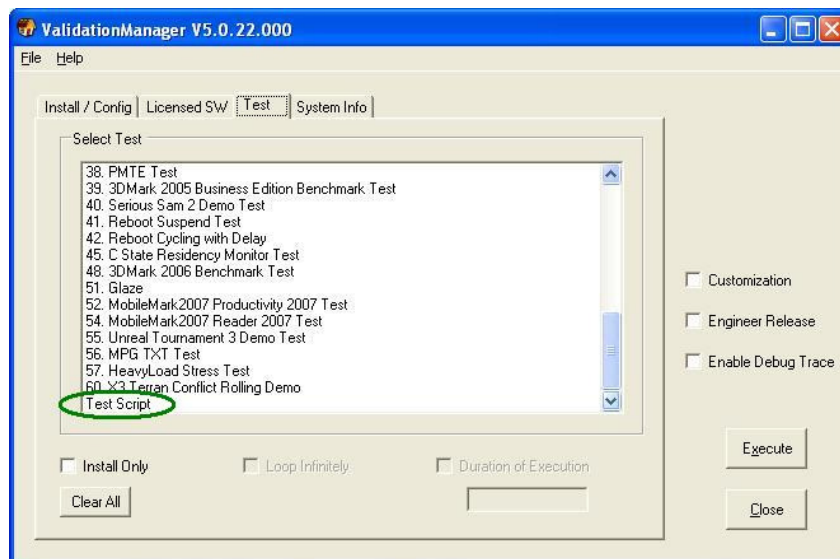 ValidationManager V5.0.22.000
File Help
Install / Config Licensed SW Test System Info
Select Test
38. PMTE Test
39. 3DMark 2005 Business Edition Benchmark Test
40. Serious Sam 2 Demo Test
41. Reboot Suspend Test
42. Reboot Cycling with Delay
45. C State Residency Monitor Test
48. 3DMark 2006 Benchmark Test
51. Glaze
52. MobileMark2007 Productivity 2007 Test
54. MobileMark2007 Reader 2007 Test
55. Unreal Tournament 3 Demo Test
56. MPG TXT Test
57. HeavyLoad Stress Test
60. X3 Terran Conflict Rolling Demo
Test Script
Customization
Engineer Release
Enable Debug Trace
Install Only Loop Infinitely Duration of Execution
Clear All
Execute
Close